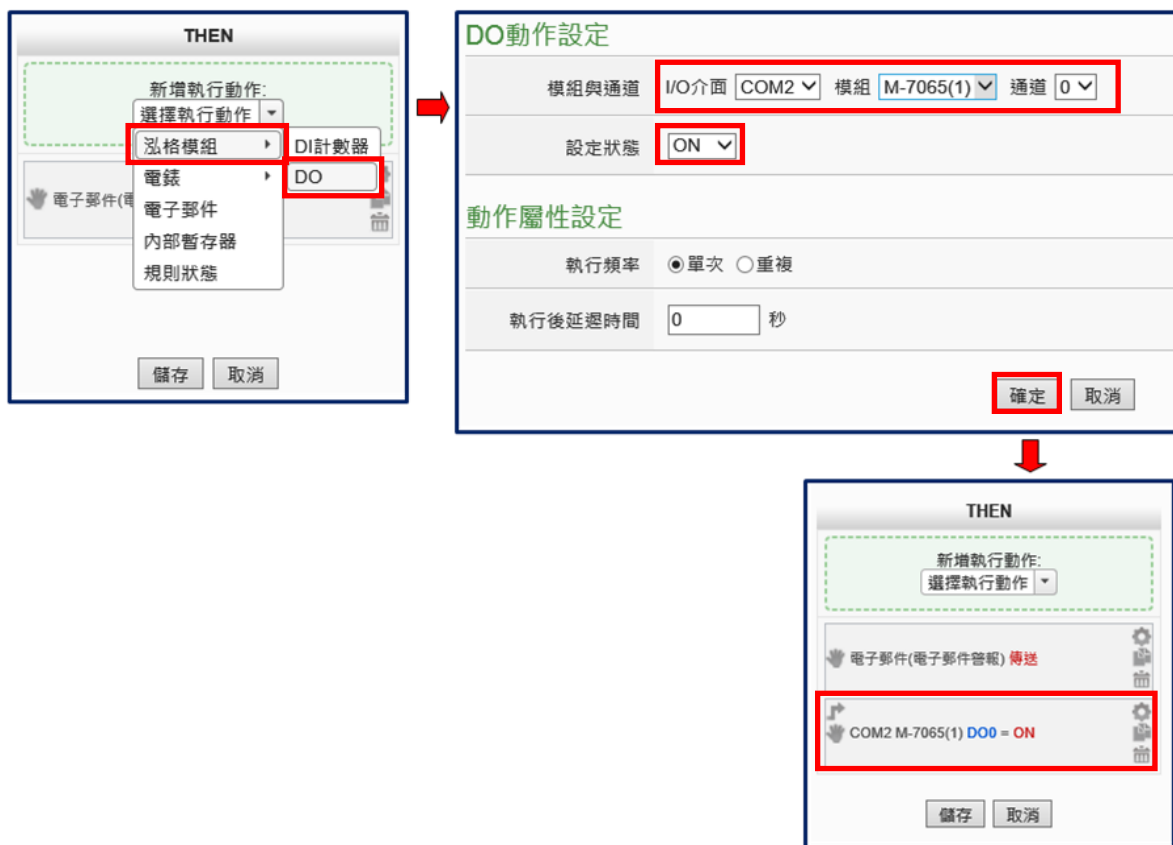 THEN
新增執行動作:
選擇執行動作
泓格模組
DI計數器
電錶
DO
電子郵件(電
電子郵件
內部暫存器
規則狀態
儲存 取消
DO動作設定
模組與通道 I/O介面 COM2 模組 M-7065(1) 通道 0
設定狀態 ON
動作屬性設定
執行頻率 單次 重複
執行後延遲時間 0 秒
確定 取消
THEN
新增執行動作:
選擇執行動作
電子郵件(電子郵件警報) 傳送
COM2 M-7065(1) DO0 = ON
儲存 取消